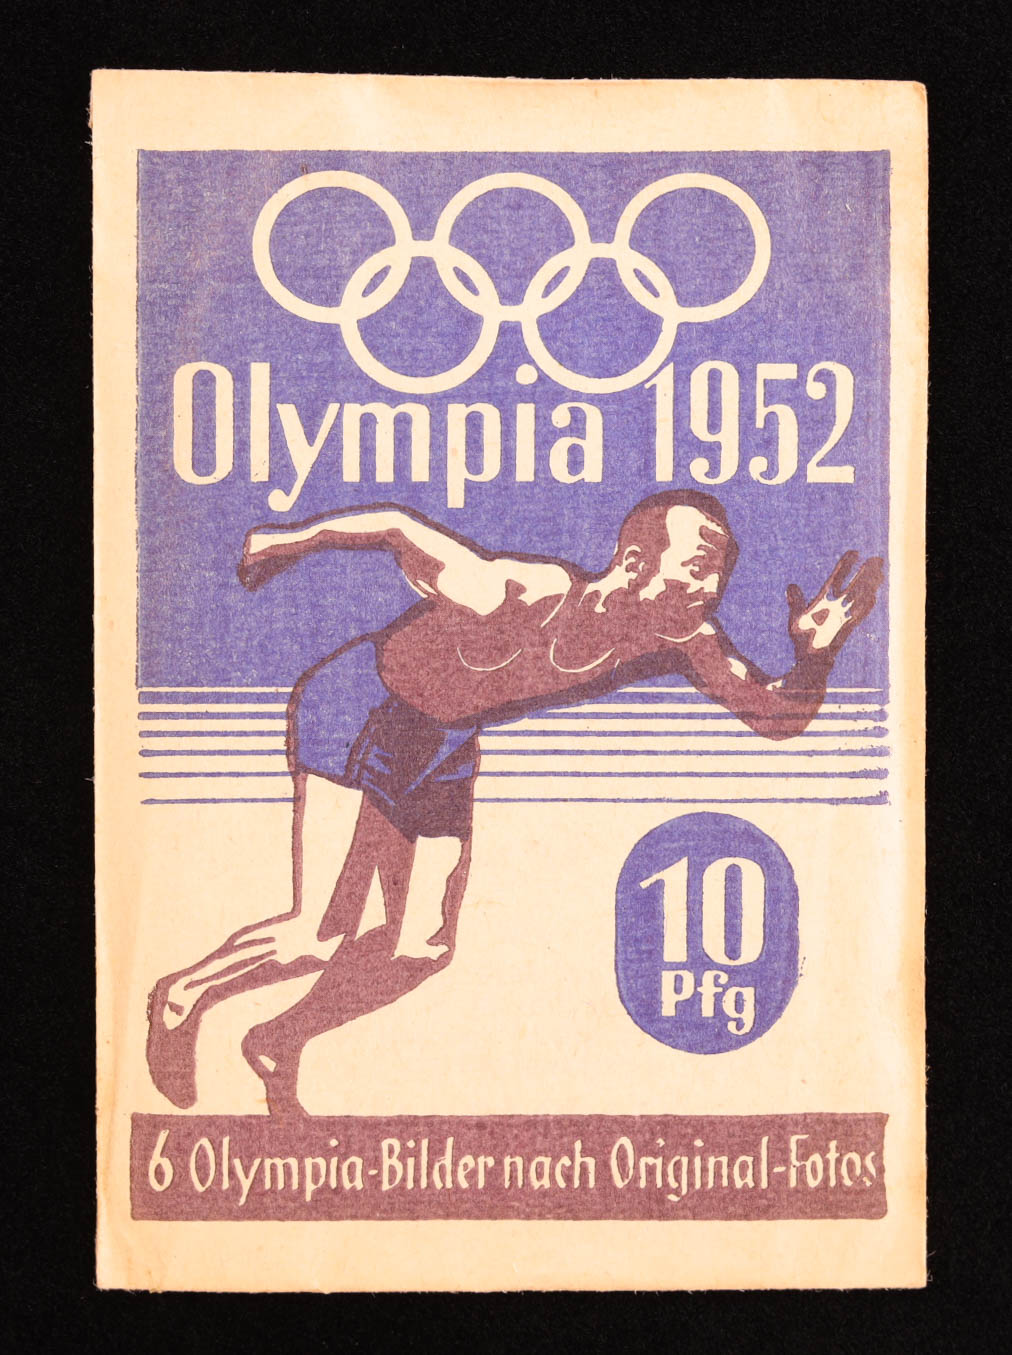 Olympia 1952
10
Pfg
6 Olympia-Bilder nach Original-Fotos